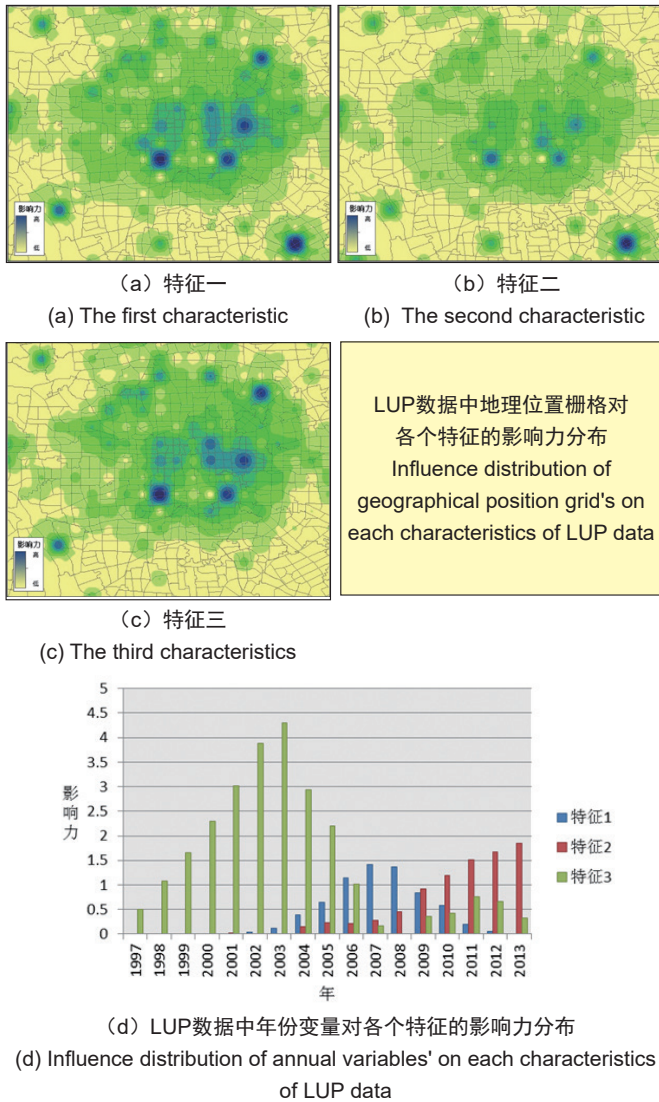 影响力
高
低
影响力
高
低
（a）特征一
(a) The first characteristic
（b）特征二
(b) The second characteristic
影响力
高
低
LUP数据中地理位置栅格对
各个特征的影响力分布
Influence distribution of
geographical position grid's on
each characteristics of LUP data
（c）特征三
(c) The third characteristics
5
4.5
4
3.5
3
2.5
2
1.5
1
0.5
0
影响力
1997
1998
1999
2000
2001
2002
2003
2004
2005
2006
2007
2008
2009
2010
2011
2012
2013
年
特征1
特征2
特征3
（d）LUP数据中年份变量对各个特征的影响力分布
(d) Influence distribution of annual variables' on each characteristics
of LUP data